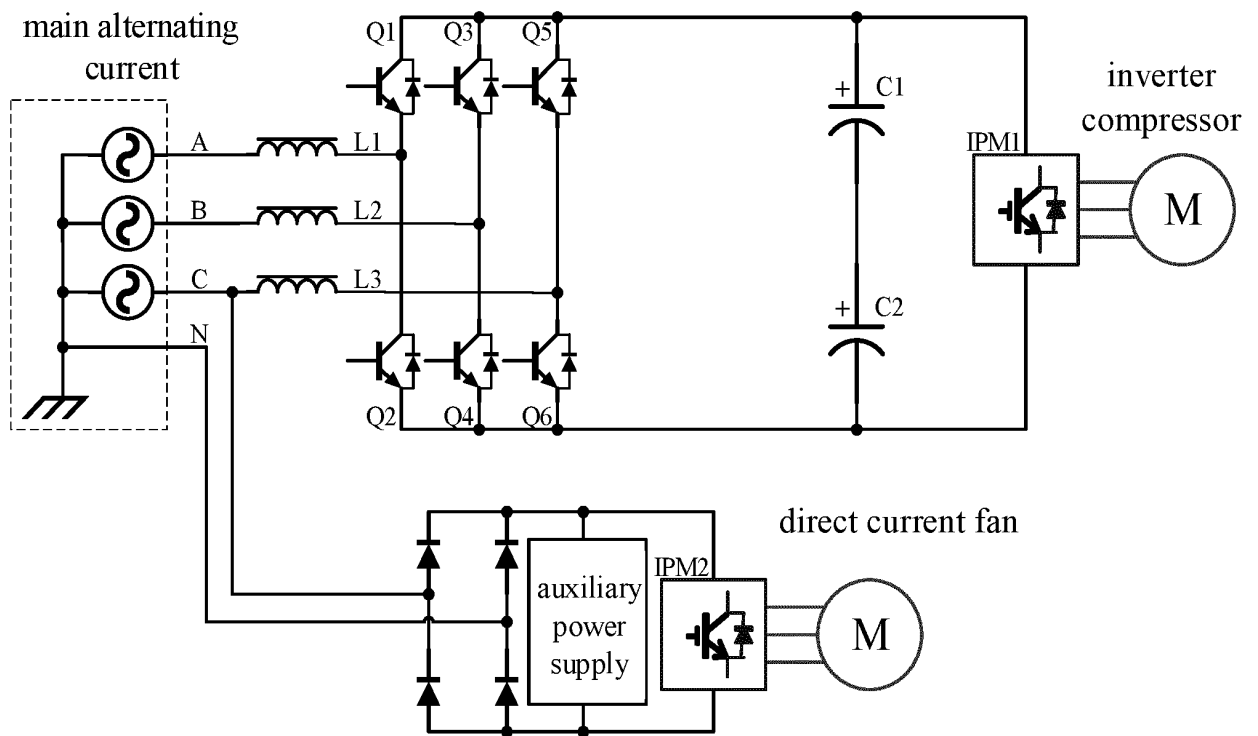 main alternating
current
Q1
Q3
Q5
A
L1
B
L2
C
L3
N
Q2
Q4
Q6
+ C1
+ C2
IPM1
inverter
compressor
M
direct current fan
auxiliary
power
supply
IPM2
M